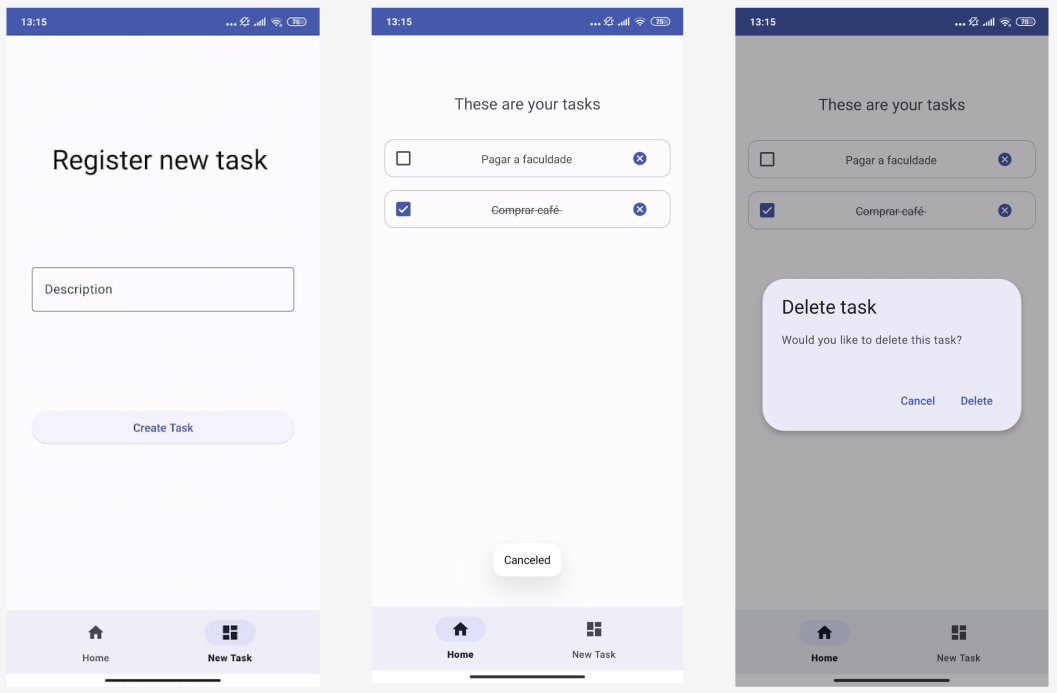 13:15
75
Register new task
Description
Create Task
Home
New Task
13:15
75
These are your tasks
Pagar a faculdade
Comprar café
Canceled
Home
New Task
13:15
75
These are your tasks
Pagar a faculdade
Comprar café
Delete task
Would you like to delete this task?
Cancel Delete
Home
New Task